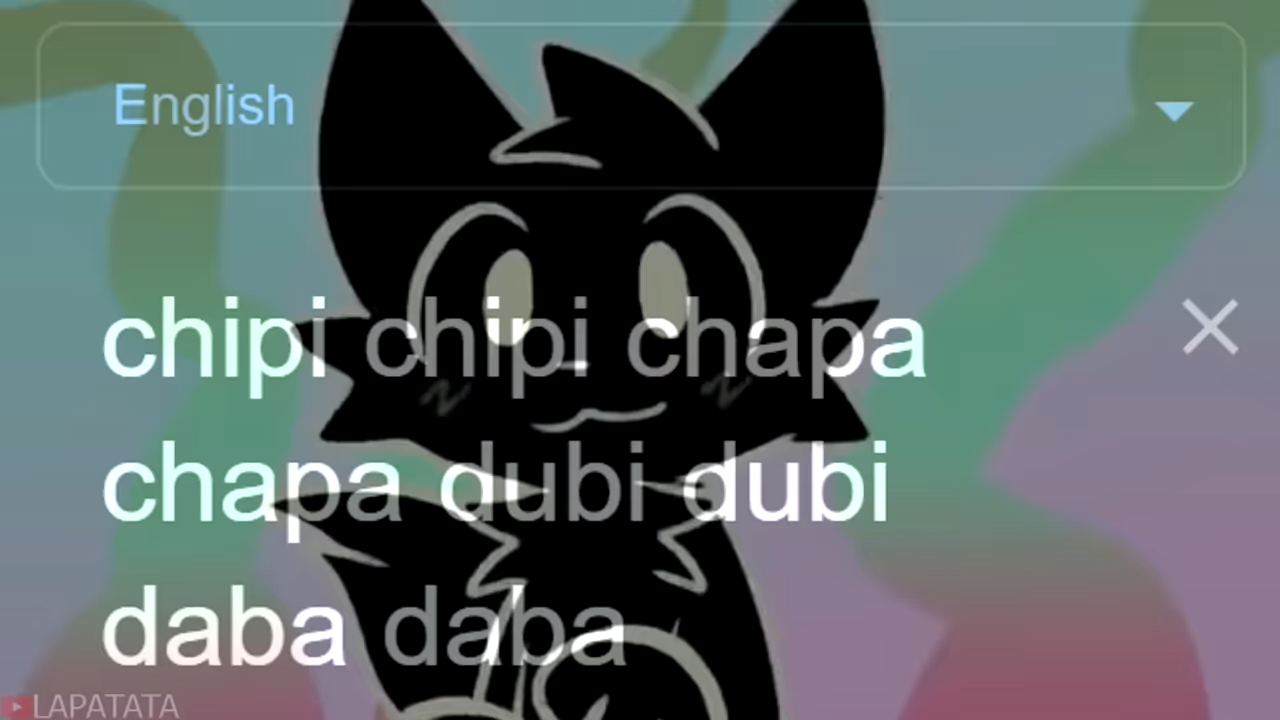 English
chipi chipi chapa
chapa dubi dubi
daba daba
LAPATATA